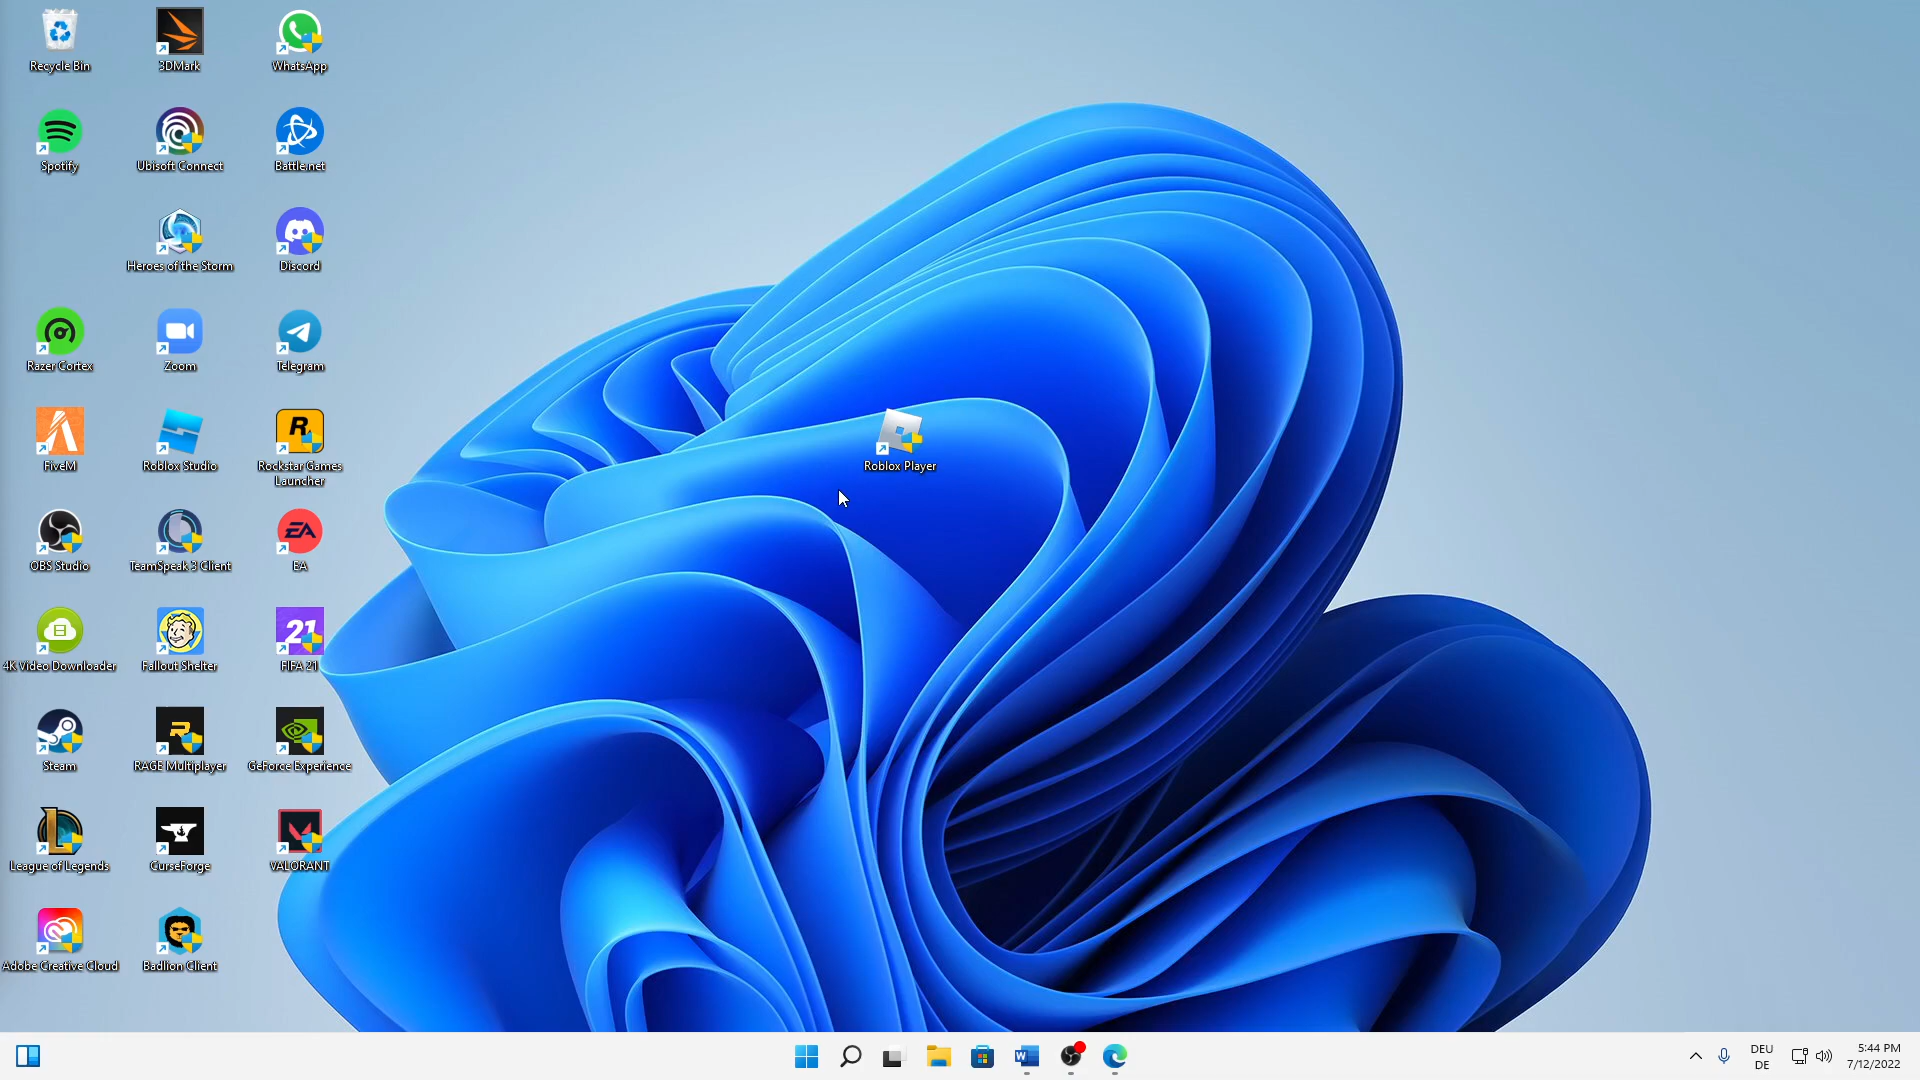 Recycle Bin
3DMark
WhatsApp
Spotify
Ubisoft Connect
Battle.net
Heroes of the Storm
Discord
Razer Cortex
Zoom
Telegram
FiveM
Roblox Studio
R
Rockstar Games
Launcher
Roblox Player
OBS Studio
TeamSpeak 3 Client
EA
EA
4K Video Downloader
Fallout Shelter
21
FIFA 21
Steam
R
RAGE Multiplayer
GeForce Experience
L
League of Legends
CurseForge
VALORANT
Adobe Creative Cloud
Badlion Client
W
DEU
DE
5:44 PM
7/12/2022